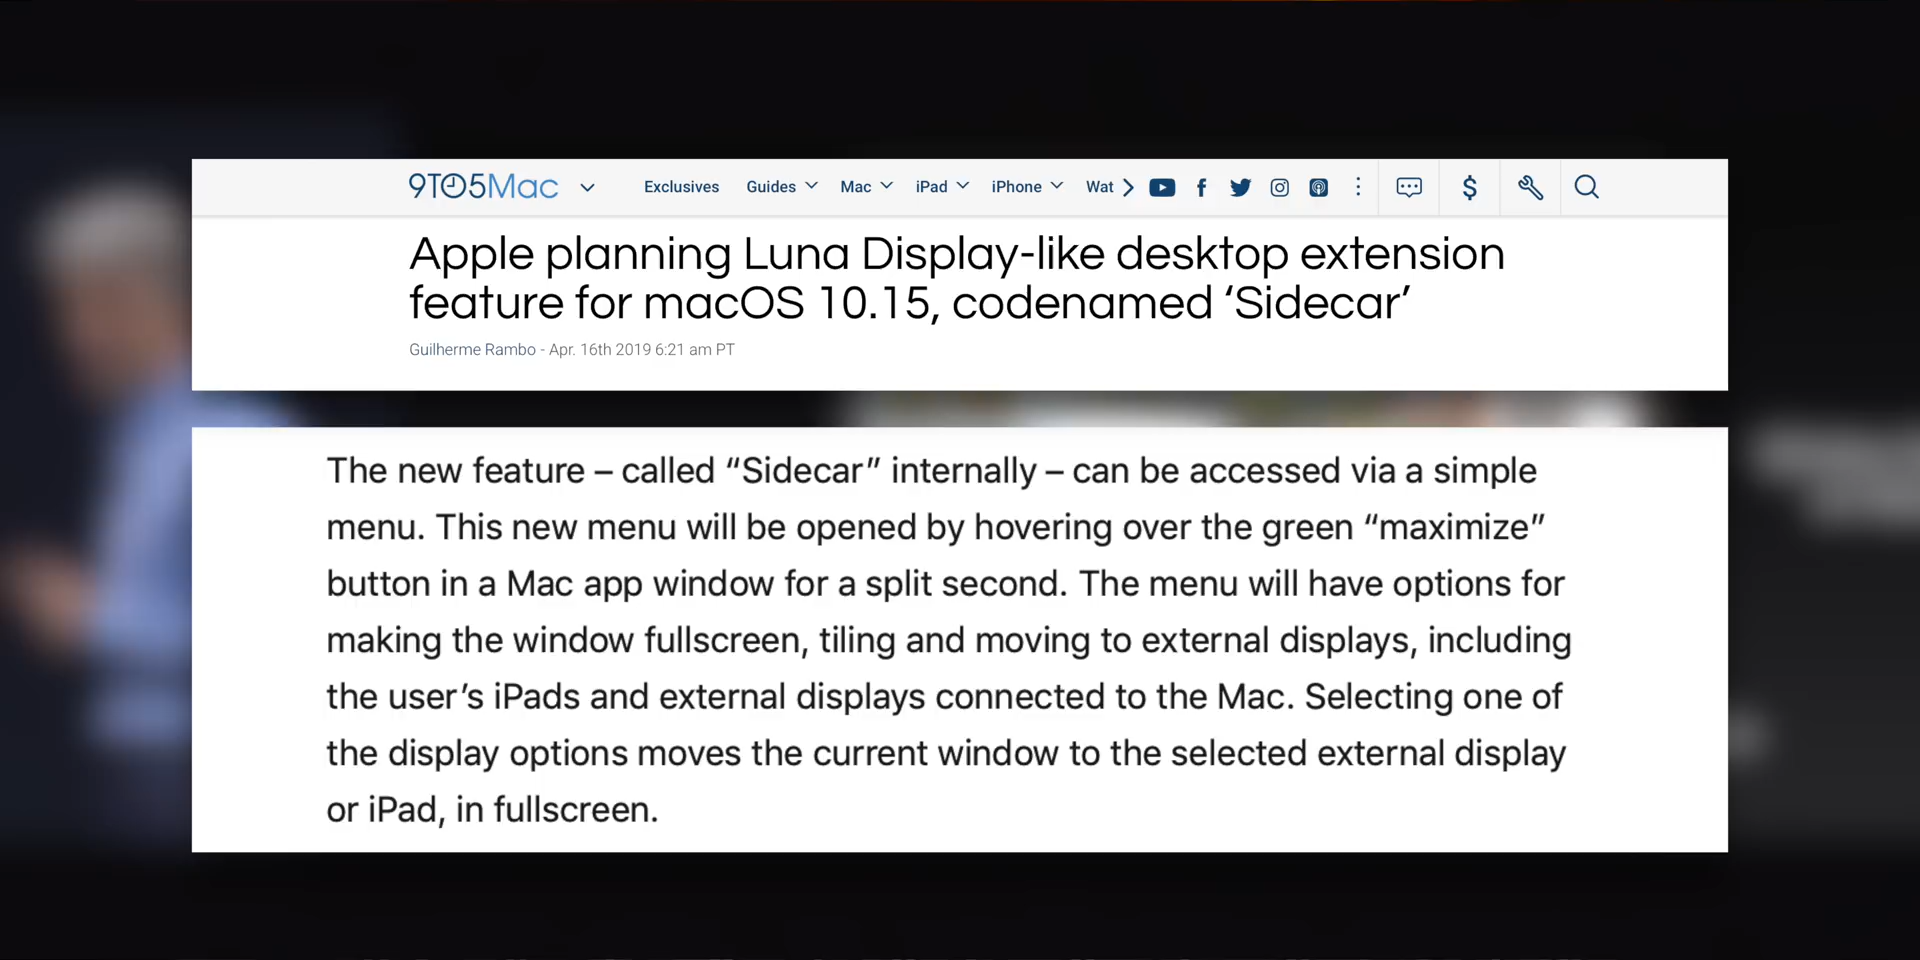 9TO5Mac Exclusives Guides Mac iPad iPhone Wat
Apple planning Luna Display-like desktop extension
feature for macOS 10.15, codenamed ‘Sidecar’
Guilherme Rambo - Apr. 16th 2019 6:21 am PT
The new feature – called “Sidecar” internally – can be accessed via a simple
menu. This new menu will be opened by hovering over the green “maximize”
button in a Mac app window for a split second. The menu will have options for
making the window fullscreen, tiling and moving to external displays, including
the user’s iPads and external displays connected to the Mac. Selecting one of
the display options moves the current window to the selected external display
or iPad, in fullscreen.